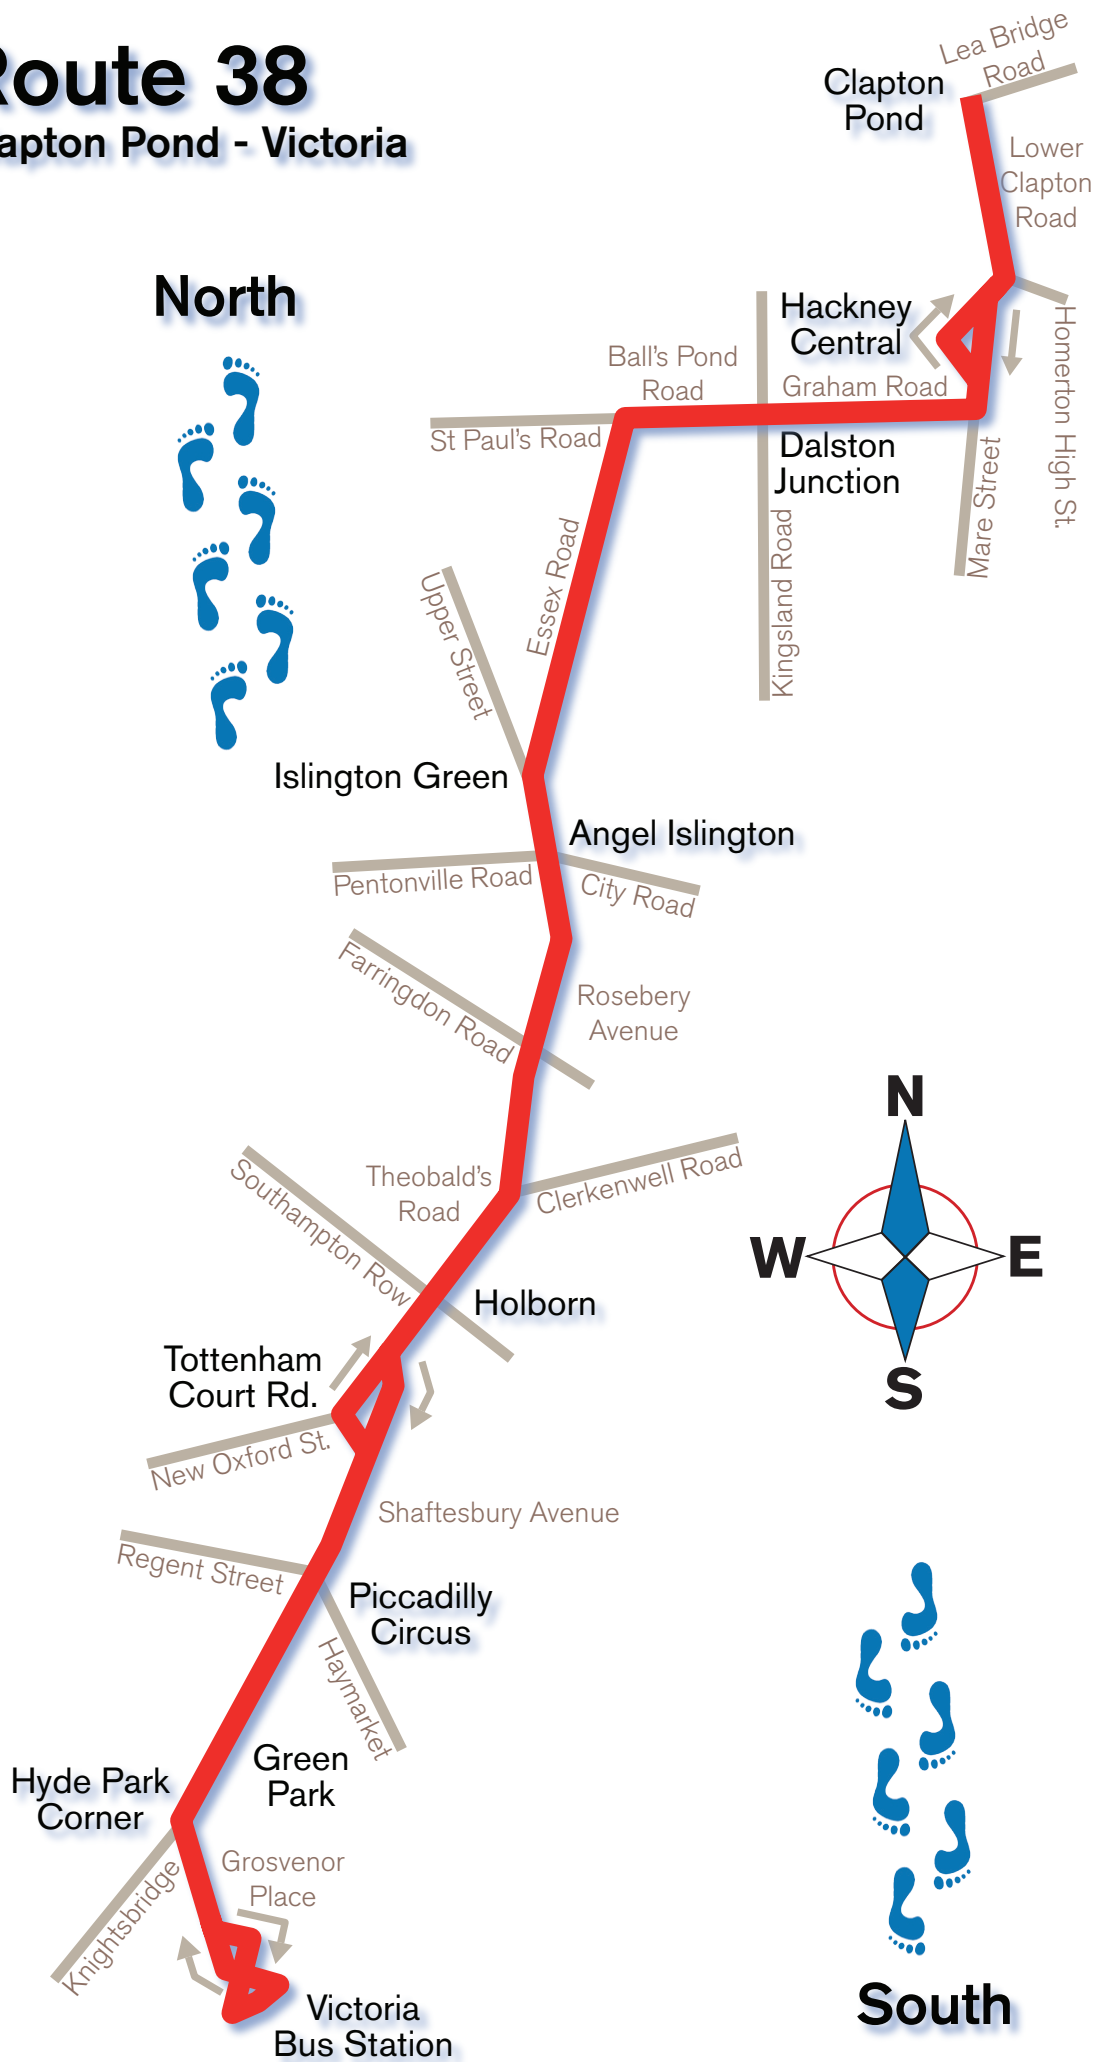 Route 38
apton Pond - Victoria
Lea Bridge
Road
Clapton
Pond
Lower
Clapton
Road
North
Hackney
Central
Homerton High St.
Ball's Pond
Road
Graham Road
St Paul's Road
Dalston
Junction
Mare Street
Kingsland Road
Essex Road
Upper Street
Islington Green
Angel Islington
Pentonville Road
City Road
Farringdon Road
Rosebery
Avenue
N
W
E
S
Theobald's
Road
Clerkenwell Road
Southampton Row
Holborn
Tottenham
Court Rd.
New Oxford St.
Shaftesbury Avenue
Regent Street
Piccadilly
Circus
Haymarket
Green
Park
Hyde Park
Corner
Grosvenor
Place
Knightsbridge
South
Victoria
Bus Station